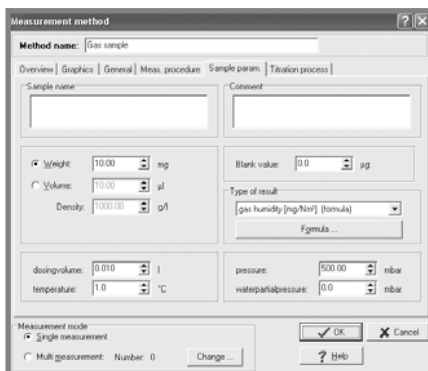 Measurement method
Method name: Gas sample
Overview Graphics General Meas. procedure Sample param. Titration process
Sample name Comment
Weight: 10.00 mg Blank value: 0.0 µg
Volume: 10.00 µl Type of result
Density: 1000.00 g/l gas humidity [mg/Nm³] (formula)
Formula ...
dosingvolume: 0.010 l pressure: 500.00 mbar
temperature: 1.0 °C waterpartialpressure: 0.0 mbar
Measurement mode
Single measurement OK Cancel
Multi measurement: Number: 0 Change ... Help